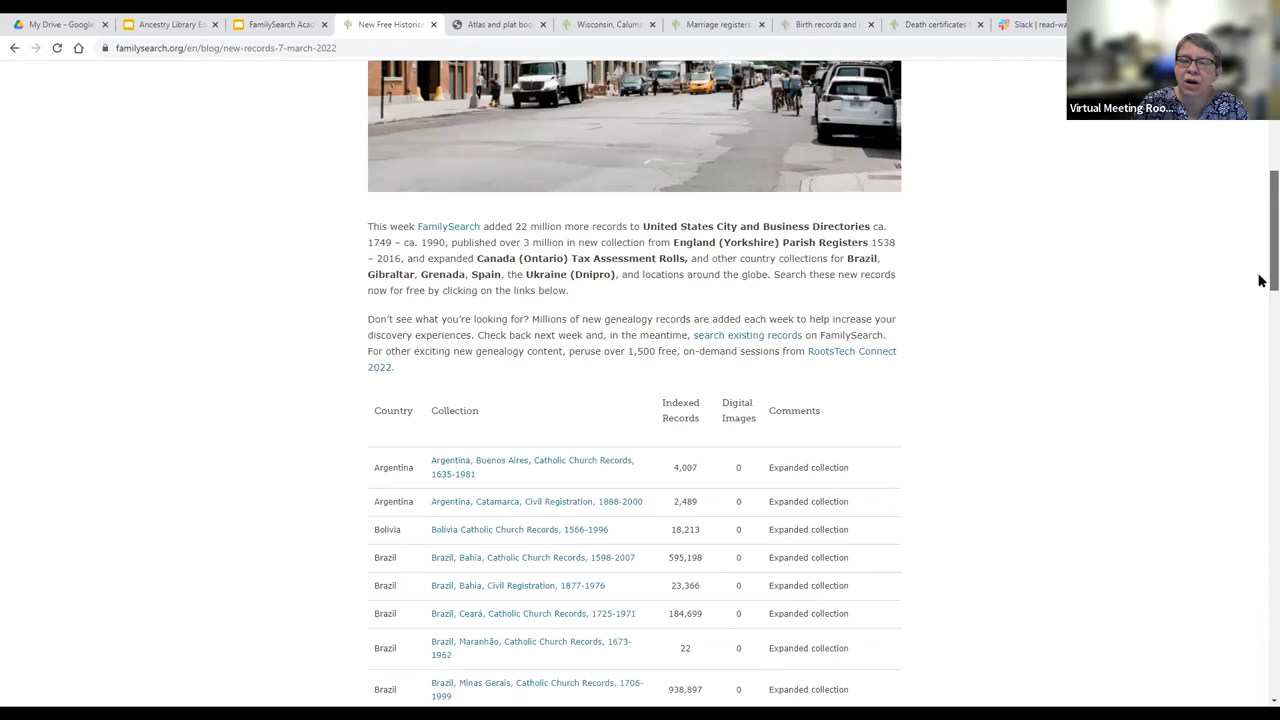 My Drive - Google
Ancestry Library Ed
FamilySearch Aca
New Free Historica
Atlas and plat boo
Wisconsin, Calume
Marriage registers
Birth records and i
Death certificates
Slack | read-wa
familysearch.org/en/blog/new-records-7-march-2022
Virtual Meeting Roo...
This week FamilySearch added 22 million more records to United States City and Business Directories ca.
1749 – ca. 1990, published over 3 million in new collection from England (Yorkshire) Parish Registers 1538
– 2016, and expanded Canada (Ontario) Tax Assessment Rolls, and other country collections for Brazil,
Gibraltar, Grenada, Spain, the Ukraine (Dnipro), and locations around the globe. Search these new records
now for free by clicking on the links below.
Don't see what you're looking for? Millions of new genealogy records are added each week to help increase your
discovery experiences. Check back next week and, in the meantime, search existing records on FamilySearch.
For other exciting new genealogy content, peruse over 1,500 free, on-demand sessions from RootsTech Connect
2022.
Country Collection Indexed Records Digital Images Comments
Argentina Argentina, Buenos Aires, Catholic Church Records, 4,007 0 Expanded collection
1635-1981
Argentina Argentina, Catamarca, Civil Registration, 1888-2000 2,489 0 Expanded collection
Bolivia Bolivia Catholic Church Records, 1566-1996 18,213 0 Expanded collection
Brazil Brazil, Bahia, Catholic Church Records, 1598-2007 595,198 0 Expanded collection
Brazil Brazil, Bahia, Civil Registration, 1877-1976 23,366 0 Expanded collection
Brazil Brazil, Ceará, Catholic Church Records, 1725-1971 184,699 0 Expanded collection
Brazil Brazil, Maranhão, Catholic Church Records, 1673- 22 0 Expanded collection
1962
Brazil Brazil, Minas Gerais, Catholic Church Records, 1706- 938,897 0 Expanded collection
1999